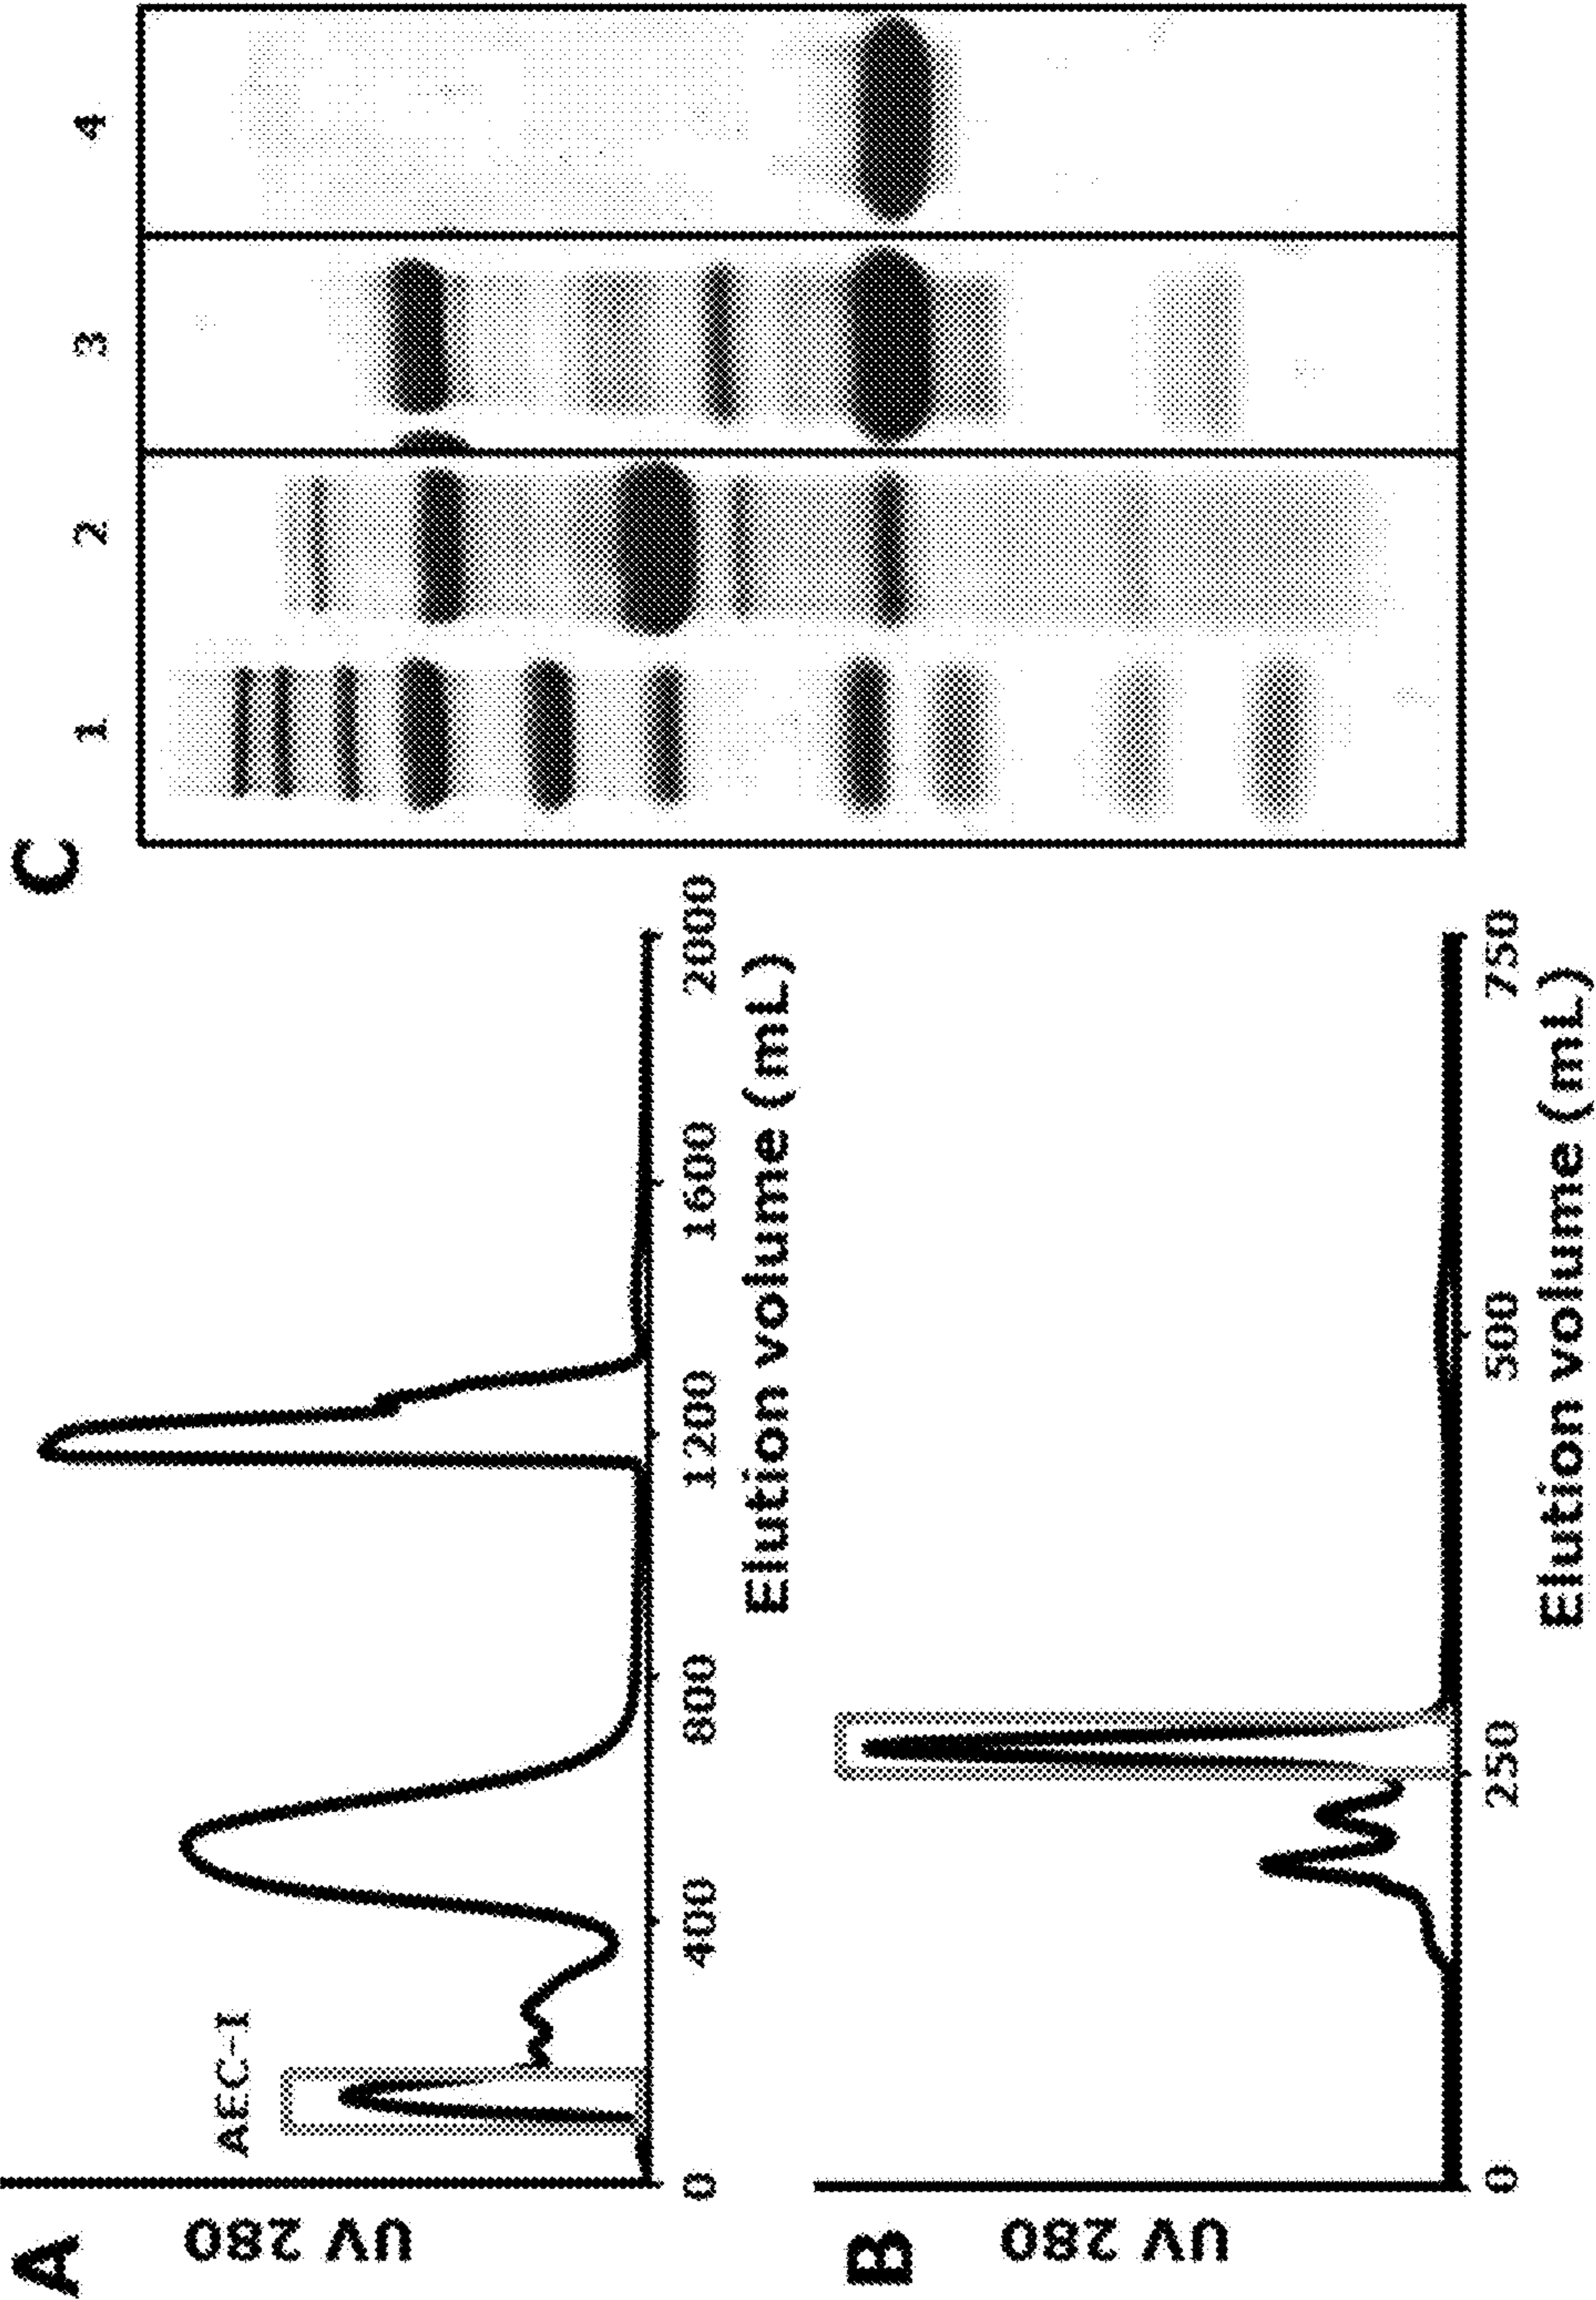 A
UV 280
AEC-I
0 400 800 1200 1600 2000
Elution volume (mL)
B
UV 280
0 250 500 750
Elution volume (mL)
C
1 2 3 4